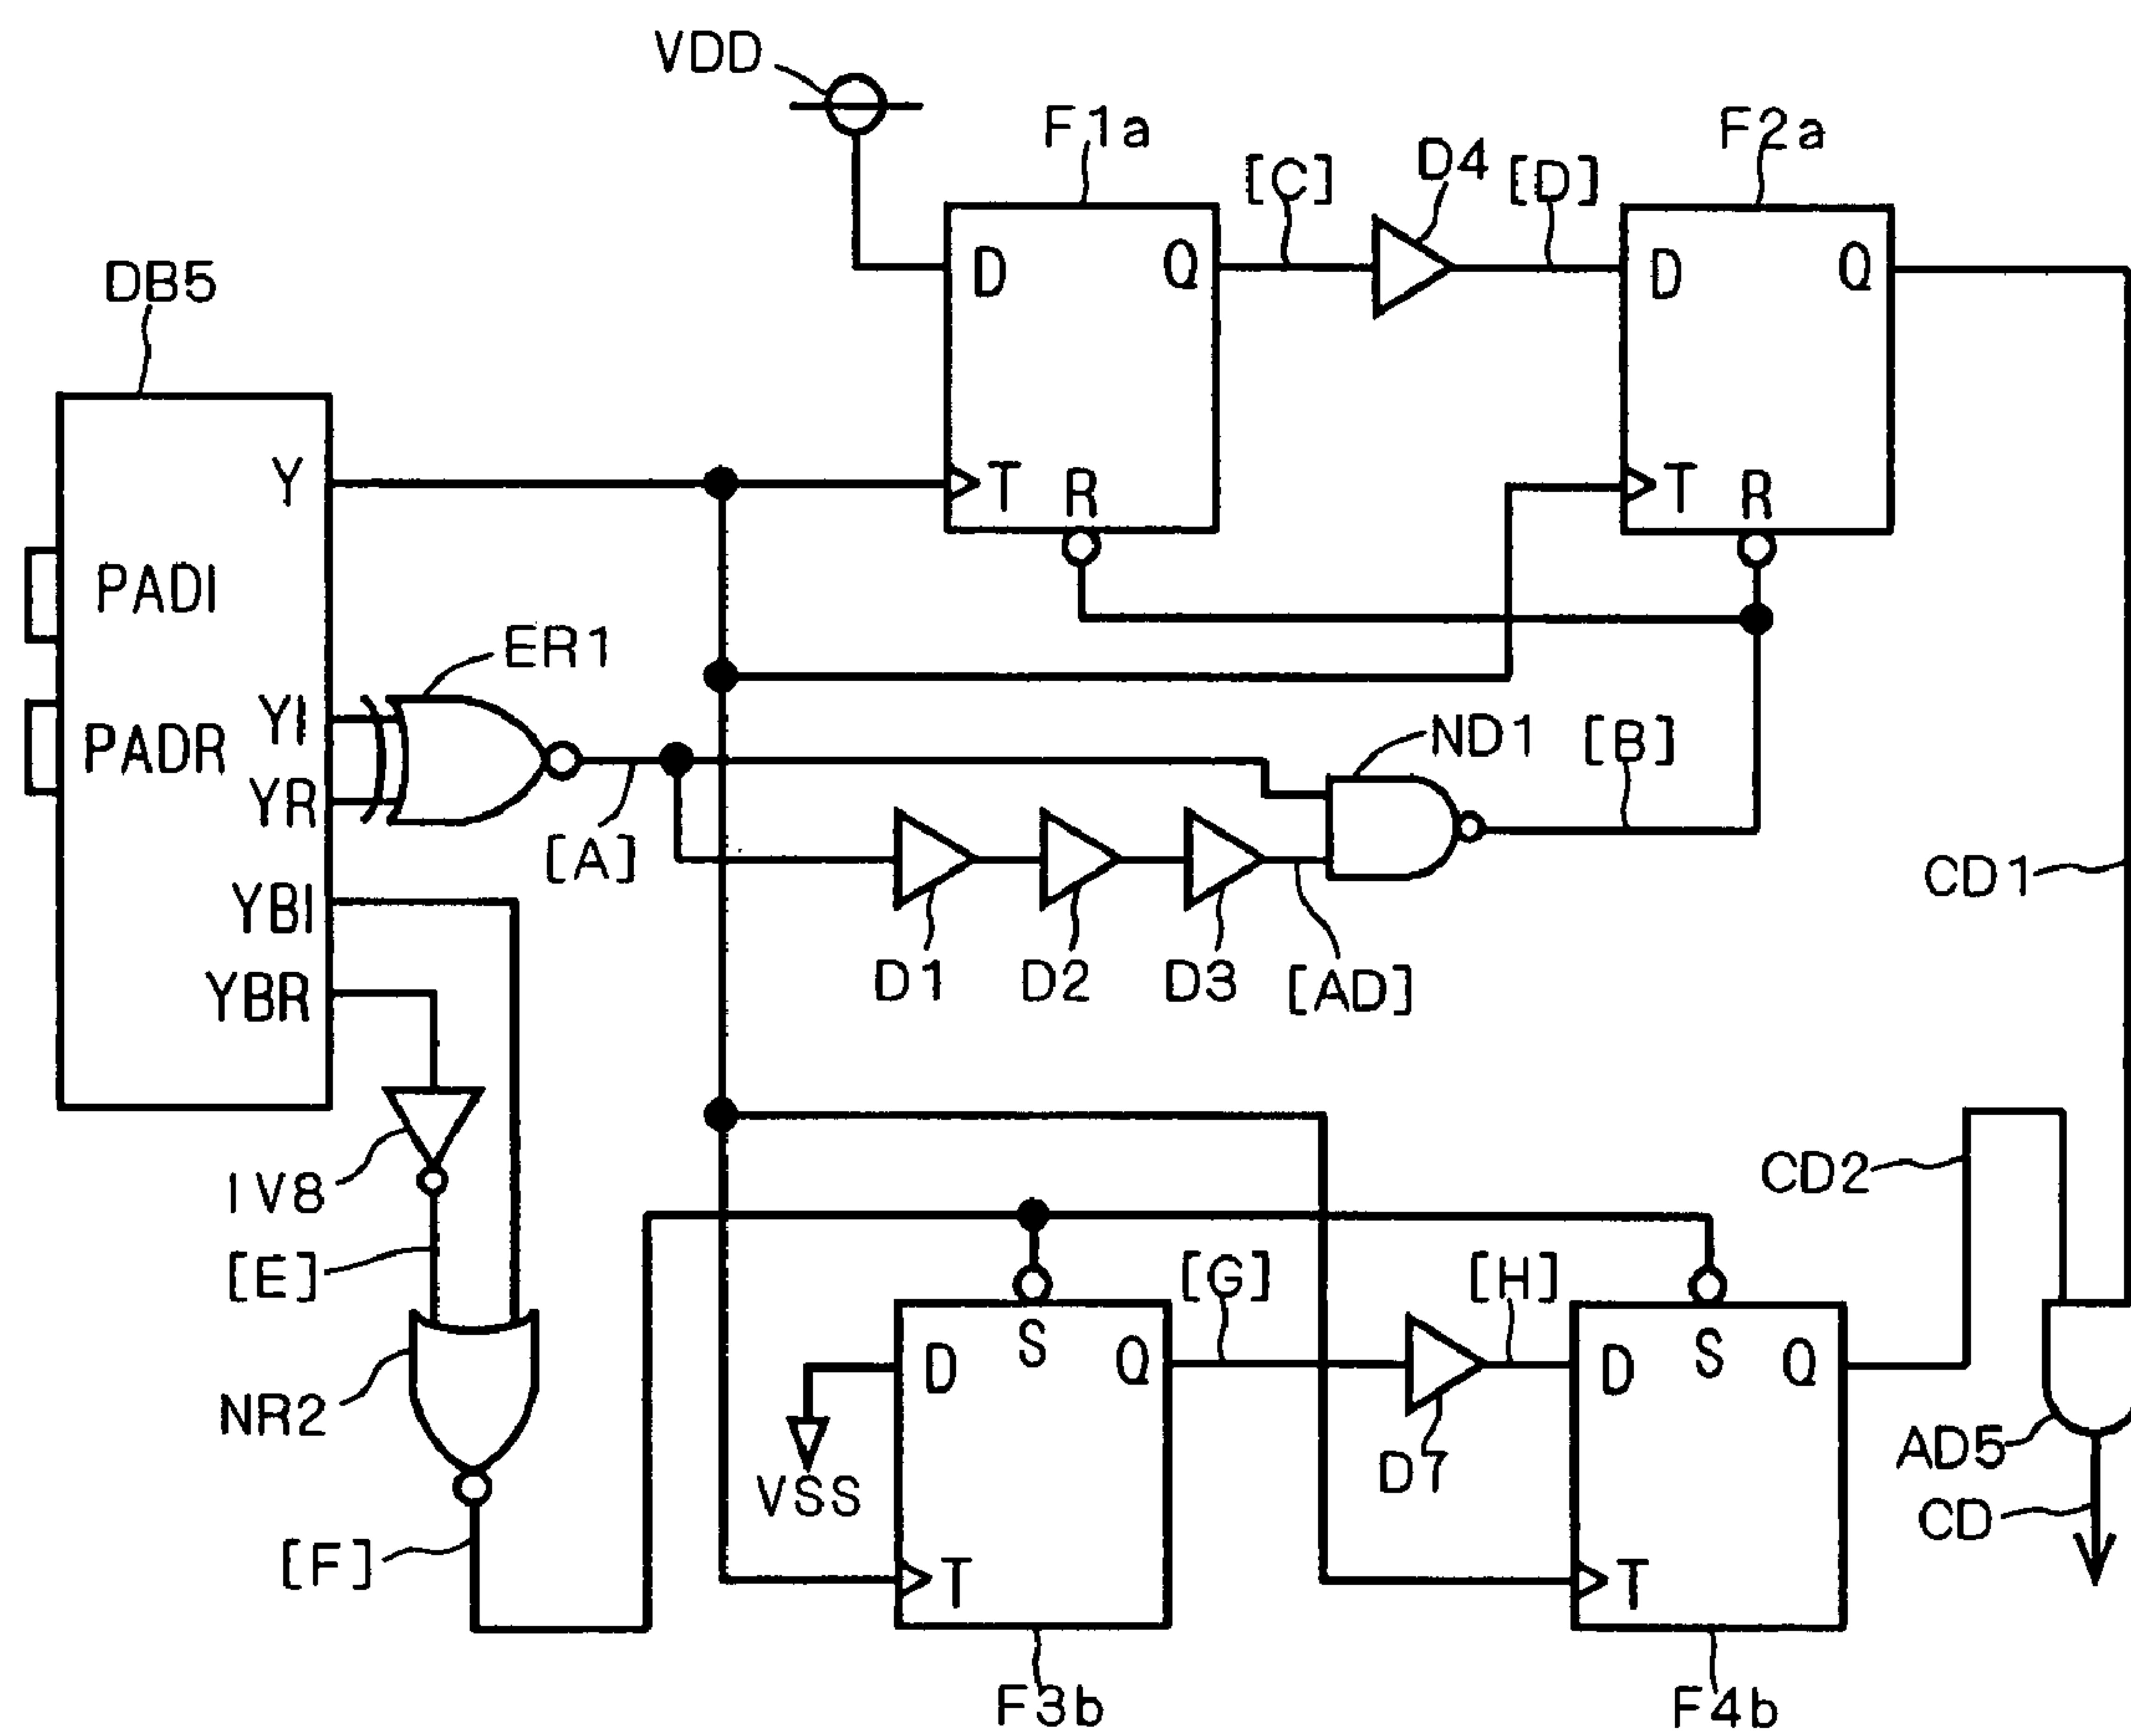 VDD
F1a
[C]
D4
[D]
F2a
D
Q
D
Q
DB5
Y
T
R
T
R
PADI
ER1
YI
PADR
YR
[A]
ND1
[B]
YBI
CD1
YBR
D1
D2
D3
[AD]
IV8
CD2
[E]
[G]
[H]
S
D
Q
S
D
Q
NR2
D7
AD5
VSS
CD
[F]
T
T
F3b
F4b